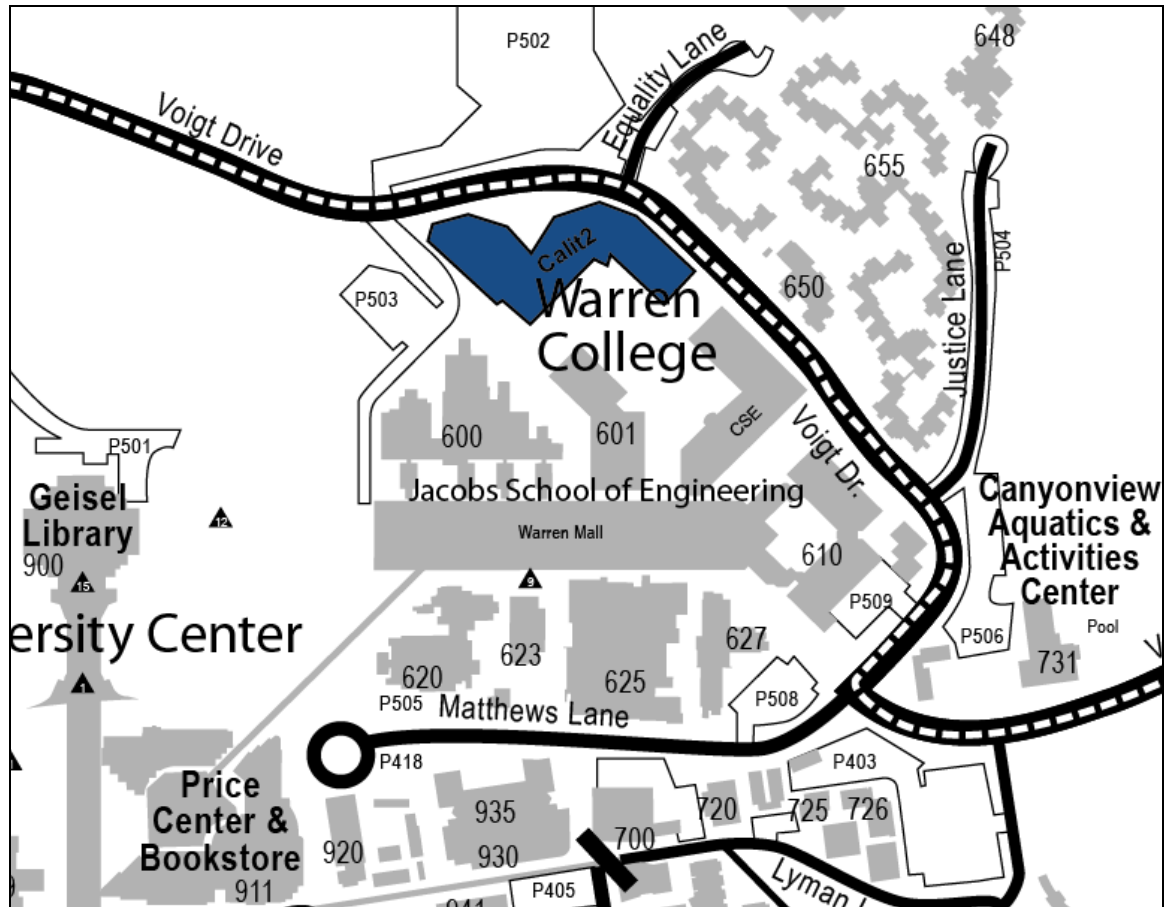 648
P502
Equality Lane
Voigt Drive
655
P504
Calit2
650
Justice Lane
P503
Warren
College
CSE
Voigt Dr.
600
601
P501
Geisel
Library
900
12
15
Jacobs School of Engineering
Warren Mall
Canyonview
Aquatics &
Activities
Center
Pool
610
9
P509
P506
731
ersity Center
1
620
623
625
627
P505
Matthews Lane
P508
P418
P403
Price
Center &
Bookstore
911
920
935
930
700
720
725
726
P405
Lyman
941